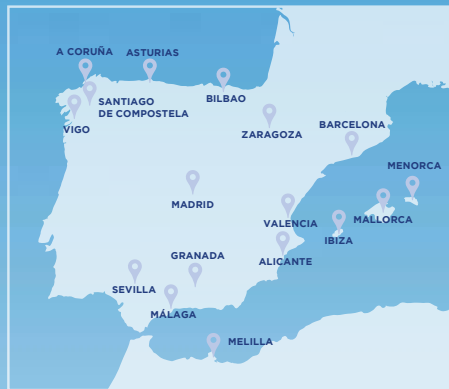 A CORUÑA
ASTURIAS
SANTIAGO
DE COMPOSTELA
BILBAO
VIGO
ZARAGOZA
BARCELONA
MENORCA
MADRID
VALENCIA
MALLORCA
IBIZA
GRANADA
ALICANTE
SEVILLA
MÁLAGA
MELILLA